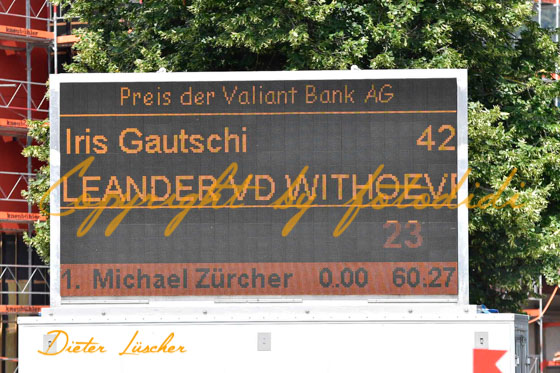 Preis der Valiant Bank AG
Iris Gautschi 42
LEANDER VD WITHOEVE
Copyright by fotodidi
23
1. Michael Zürcher 0.00 60.27
Dieter Lüscher